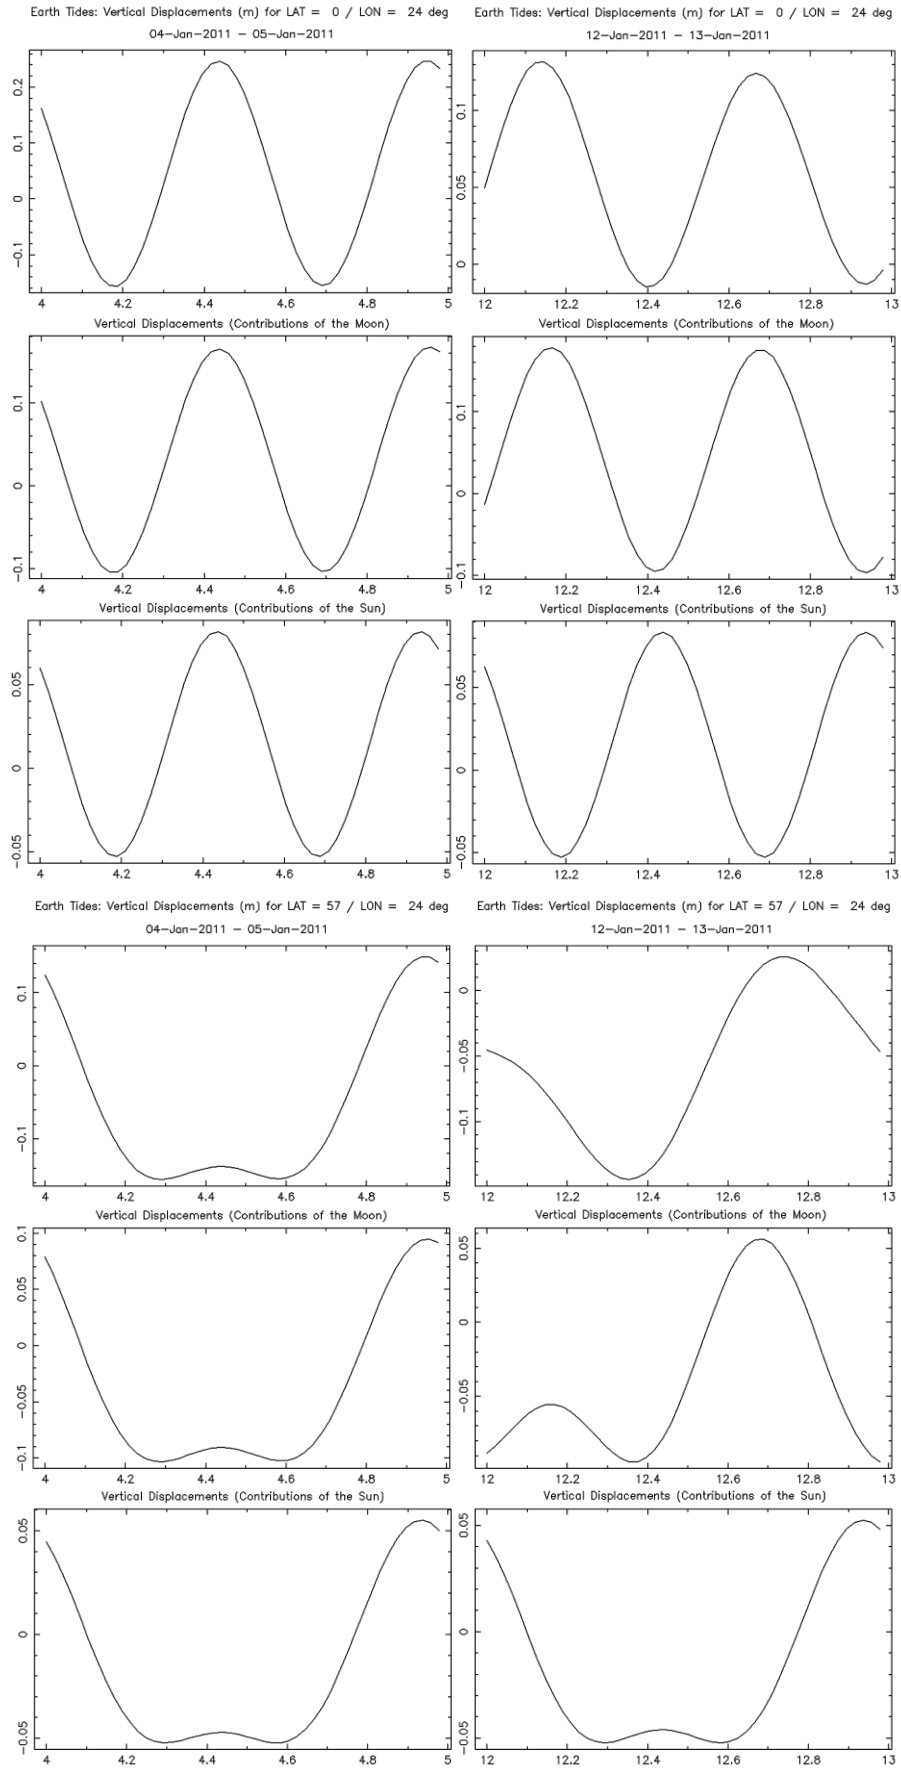 Earth Tides: Vertical Displacements (m) for LAT = 0 / LON = 24 deg
04-Jan-2011 - 05-Jan-2011
0.2
0.1
0
-0.1
4 4.2 4.4 4.6 4.8 5
Vertical Displacements (Contributions of the Moon)
0.1
0
-0.1
4 4.2 4.4 4.6 4.8 5
Vertical Displacements (Contributions of the Sun)
0.05
0
-0.05
4 4.2 4.4 4.6 4.8 5
Earth Tides: Vertical Displacements (m) for LAT = 0 / LON = 24 deg
12-Jan-2011 - 13-Jan-2011
0.1
0.05
0
12 12.2 12.4 12.6 12.8 13
Vertical Displacements (Contributions of the Moon)
0.1
0
-0.1
12 12.2 12.4 12.6 12.8 13
Vertical Displacements (Contributions of the Sun)
0.05
0
-0.05
12 12.2 12.4 12.6 12.8 13
Earth Tides: Vertical Displacements (m) for LAT = 57 / LON = 24 deg
04-Jan-2011 - 05-Jan-2011
0.1
0
-0.1
4 4.2 4.4 4.6 4.8 5
Vertical Displacements (Contributions of the Moon)
0.1
0.05
0
-0.05
-0.1
4 4.2 4.4 4.6 4.8 5
Vertical Displacements (Contributions of the Sun)
0.05
0
-0.05
4 4.2 4.4 4.6 4.8 5
Earth Tides: Vertical Displacements (m) for LAT = 57 / LON = 24 deg
12-Jan-2011 - 13-Jan-2011
0
-0.05
-0.1
12 12.2 12.4 12.6 12.8 13
Vertical Displacements (Contributions of the Moon)
0.05
0
-0.05
12 12.2 12.4 12.6 12.8 13
Vertical Displacements (Contributions of the Sun)
0.05
0
-0.05
12 12.2 12.4 12.6 12.8 13